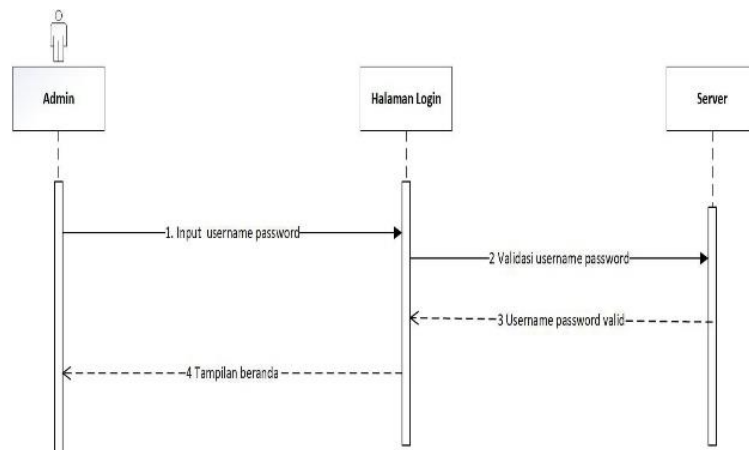 Admin
Halaman Login
Server
1. Input username password
2 Validasi username password
3 Username password valid
4 Tampilan beranda